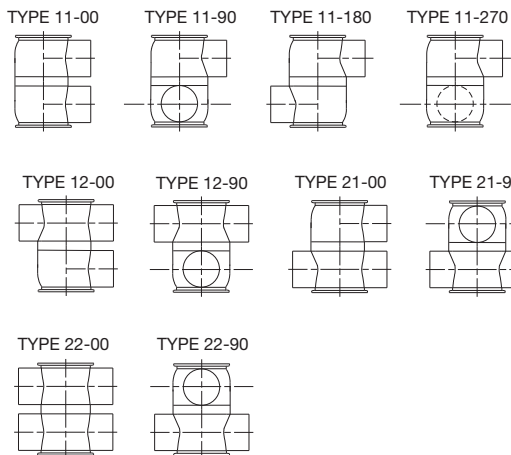 TYPE 11-00
TYPE 11-90
TYPE 11-180
TYPE 11-270
TYPE 12-00
TYPE 12-90
TYPE 21-00
TYPE 21-9
TYPE 22-00
TYPE 22-90